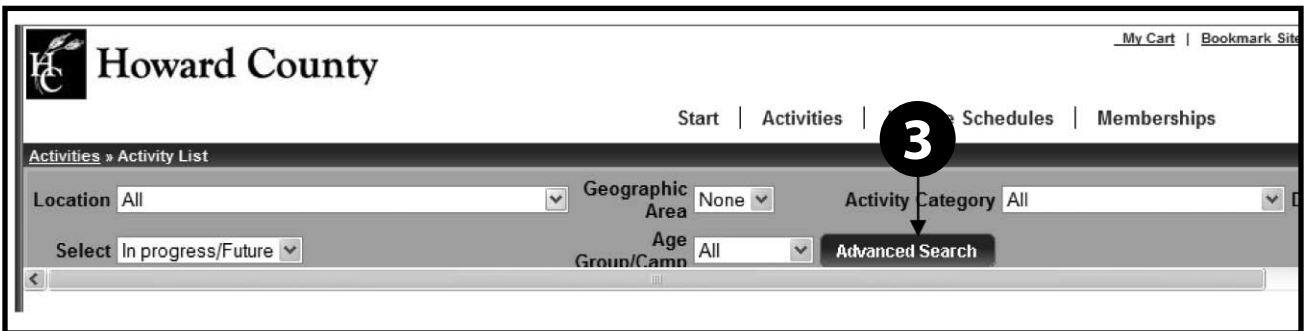 My Cart | Bookmark Site
HC Howard County
Start | Activities | Schedules | Memberships
3
Activities » Activity List
Location All Geographic Area None Activity Category All
Select In progress/Future Age Group/Camp All Advanced Search